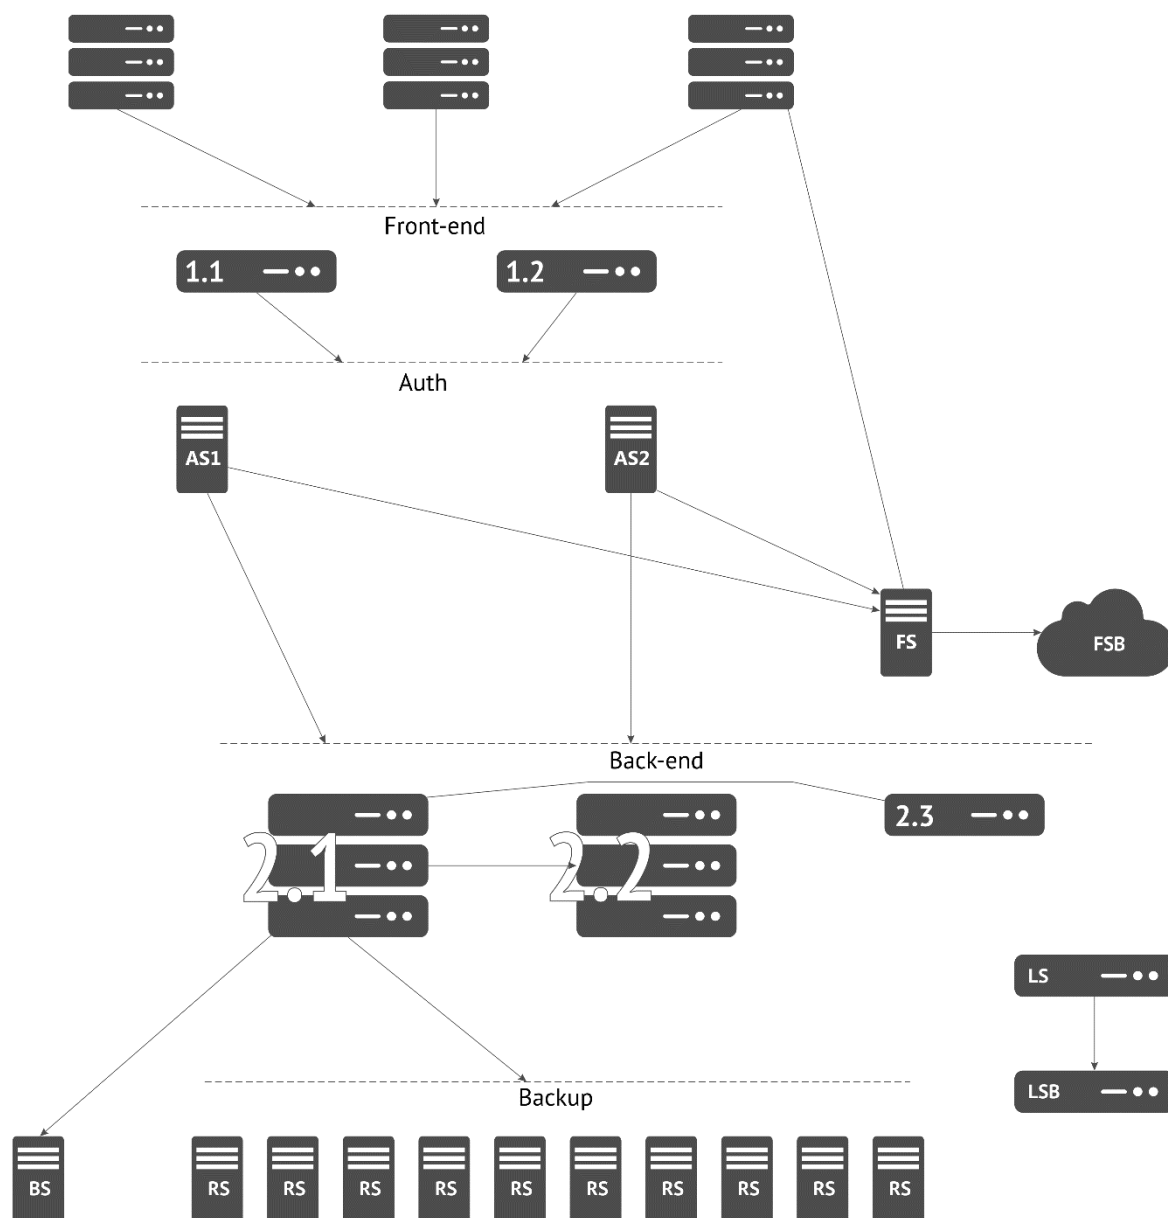 Front-end
1.1
1.2
Auth
AS1
AS2
FS
FSB
Back-end
2.1
2.2
2.3
LS
LSB
Backup
BS
RS
RS
RS
RS
RS
RS
RS
RS
RS
RS